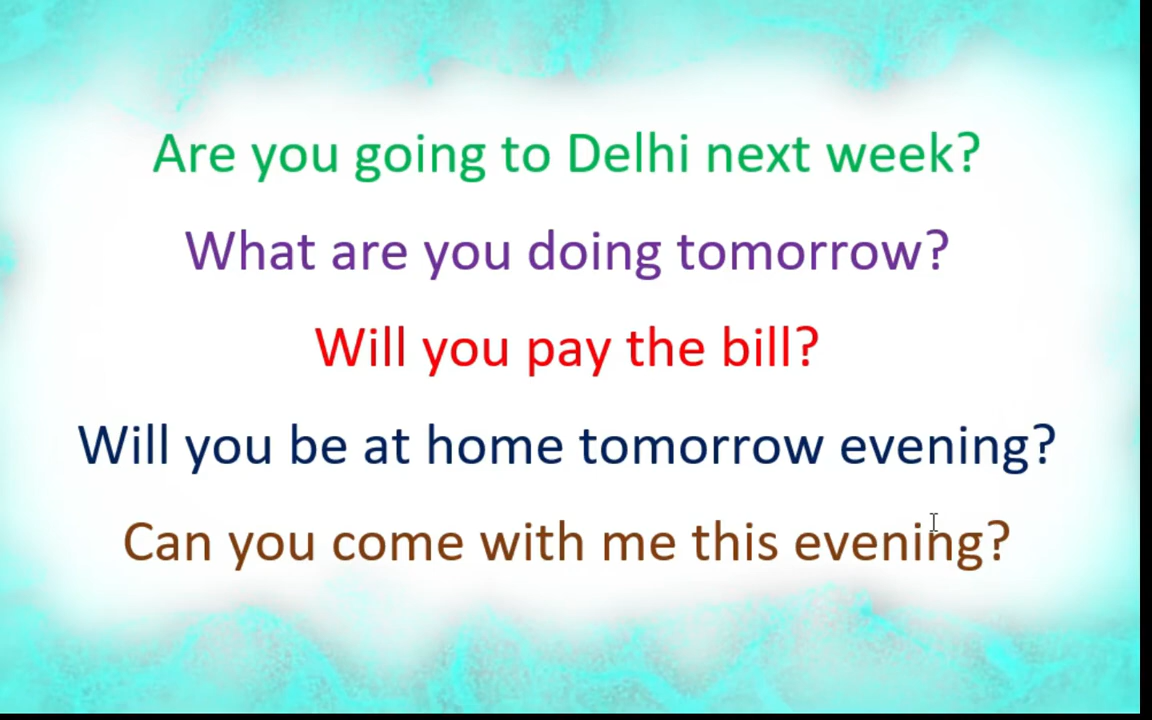 Are you going to Delhi next week?
What are you doing tomorrow?
Will you pay the bill?
Will you be at home tomorrow evening?
Can you come with me this evening?